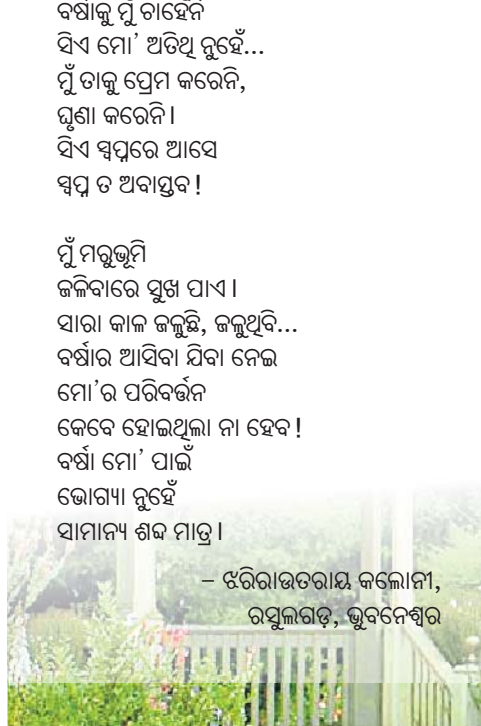 ବର୍ଷାକୁ ମୁଁ ଚାହେଁନି
ସିଏ ମୋ’ ଅତିଥି ନୁହେଁ...
ମୁଁ ତାକୁ ପ୍ରେମ କରେନି,
ଘୃଣା କରେନି।
ସିଏ ସ୍ୱପ୍ନରେ ଆସେ
ସ୍ୱପ୍ନ ତ ଅବାସ୍ତବ!
ମୁଁ ମରୁଭୂମି
ଜଳିବାରେ ସୁଖ ପାଏ।
ସାରା କାଳ ଜଳୁଛି, ଜଳୁଥିବି...
ବର୍ଷାର ଆସିବା ଯିବା ନେଇ
ମୋ’ର ପରିବର୍ତ୍ତନ
କେବେ ହୋଇଥିଲା ନା ହେବ!
ବର୍ଷା ମୋ’ ପାଇଁ
ଭୋଗ୍ୟା ନୁହେଁ
ସାମାନ୍ୟ ଶବ୍ଦ ମାତ୍ର।
– ଝରିରାଉତରାୟ କଲୋନୀ,
ରସୁଲଗଡ଼, ଭୁବନେଶ୍ୱର